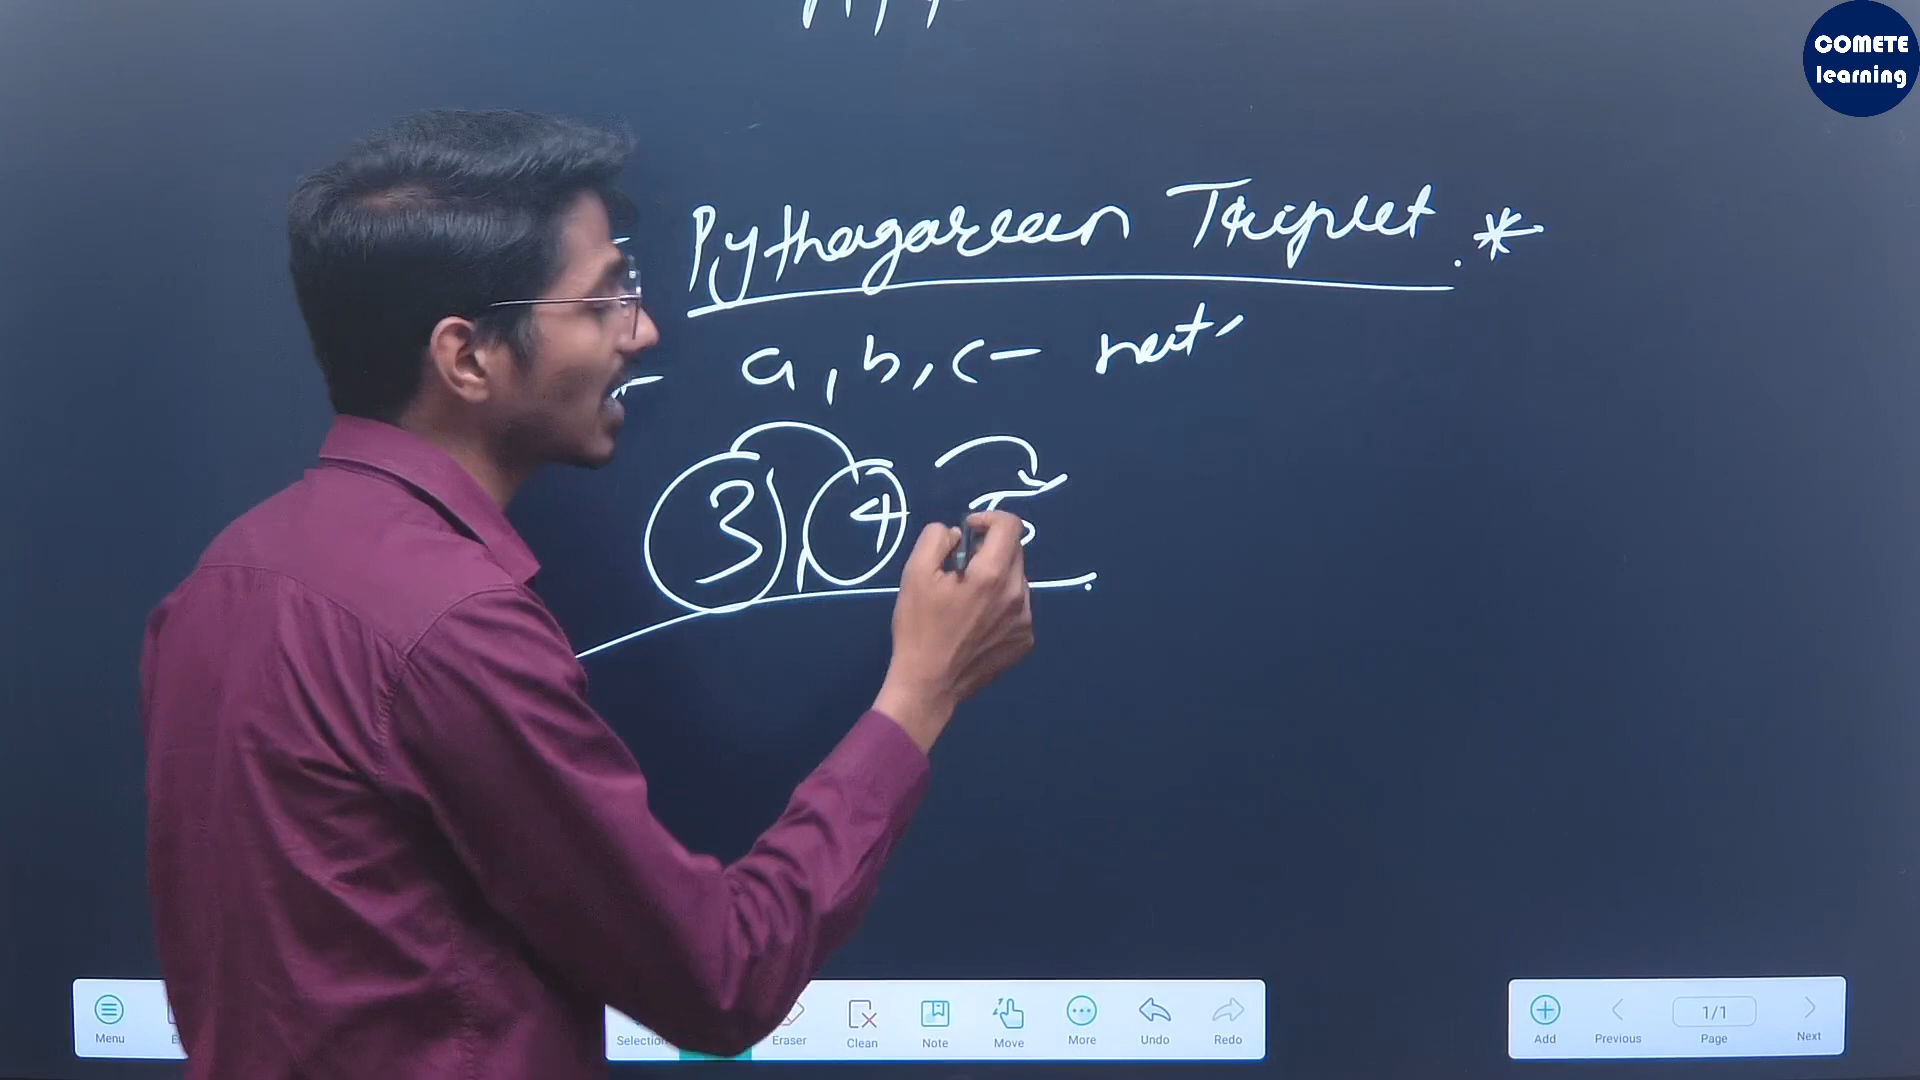 COMETE
learning
Pythagorean Triplet. *
a, b, c - nat'
3, 4
Menu
Selection
Eraser
Clean
Note
Move
More
Undo
Redo
Add
Previous
1/1
Page
Next